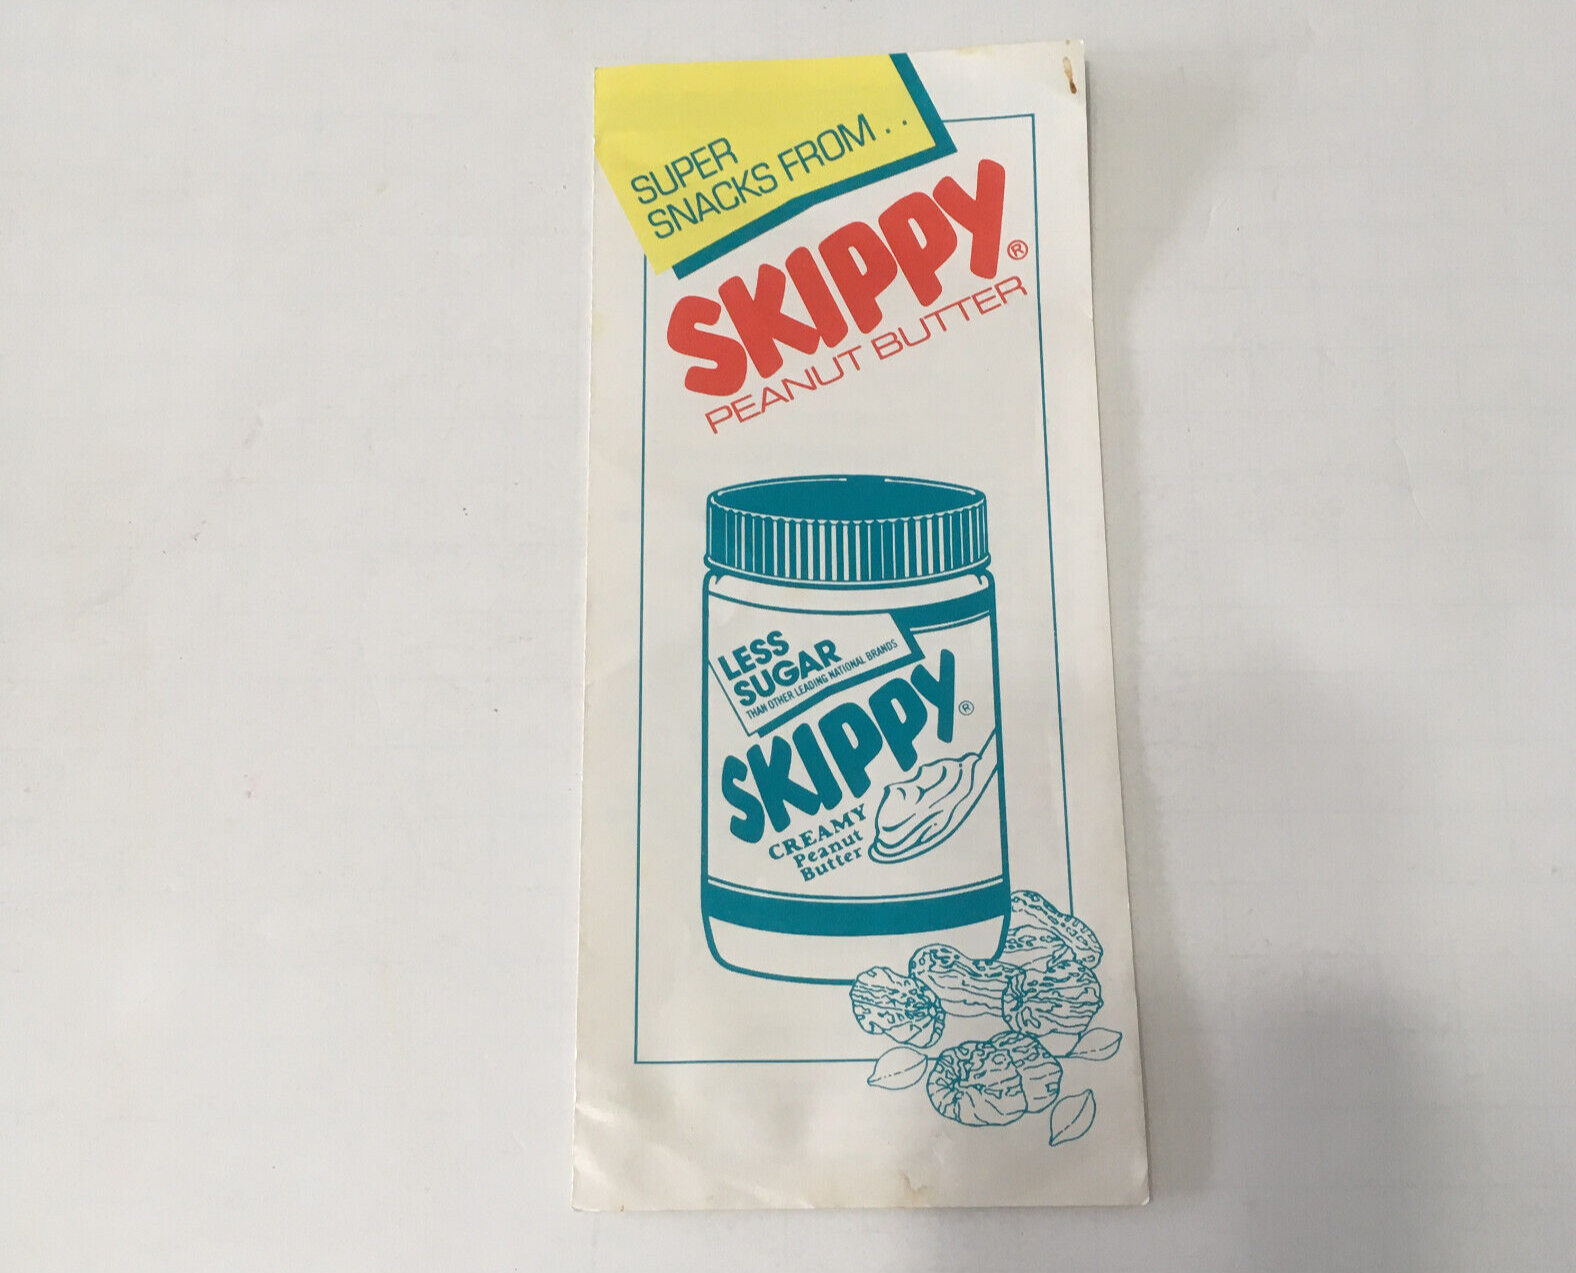 SUPER
SNACKS FROM . .
SKIPPY®
PEANUT BUTTER
LESS
SUGAR
THAN OTHER LEADING NATIONAL BRANDS
SKIPPY®
CREAMY
Peanut
Butter